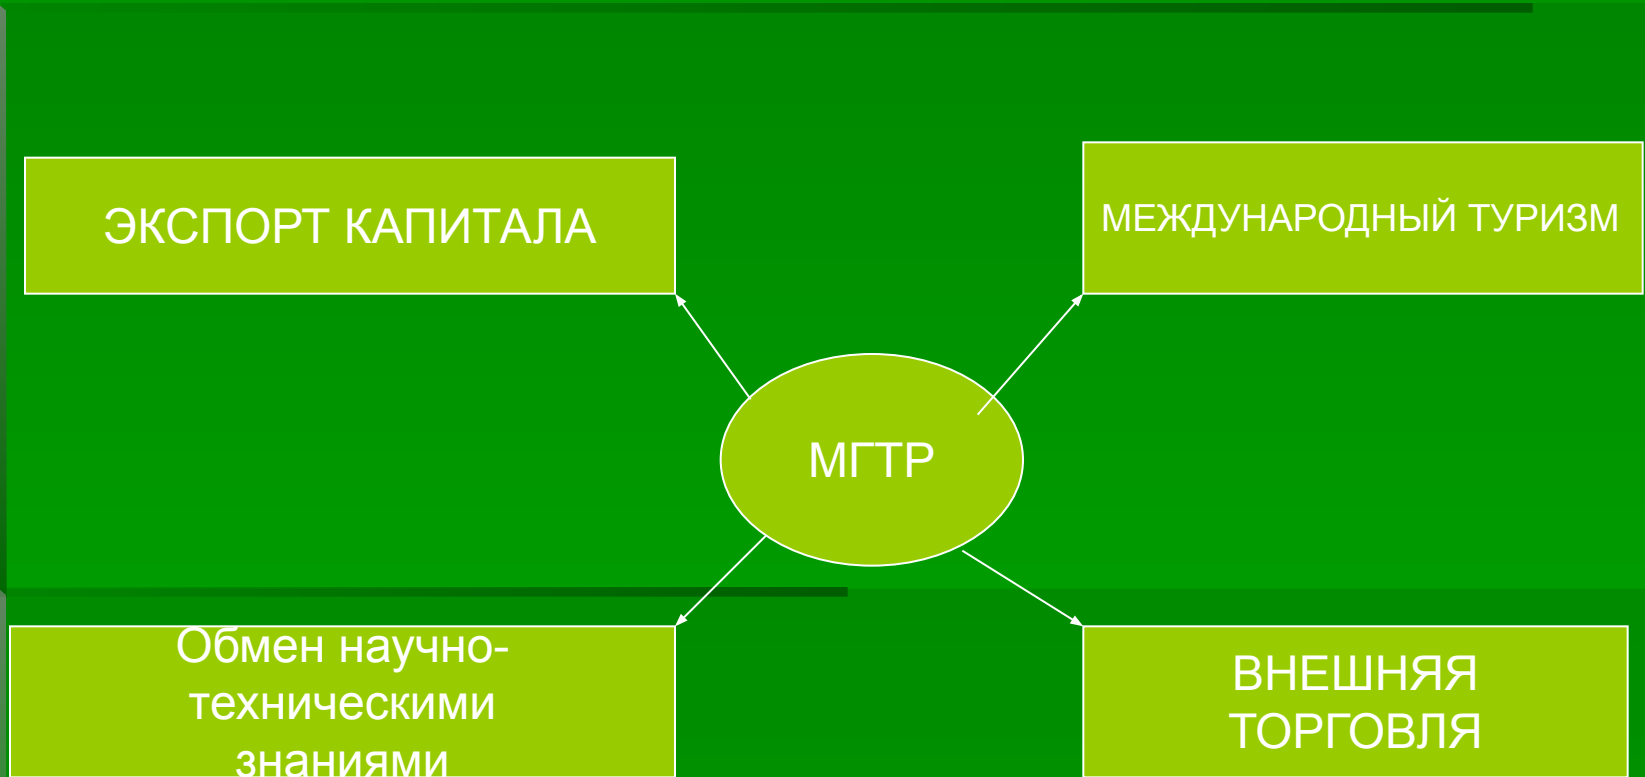 ЭКСПОРТ КАПИТАЛА
МЕЖДУНАРОДНЫЙ ТУРИЗМ
МГТР
Обмен научно-
техническими
знаниями
ВНЕШНЯЯ
ТОРГОВЛЯ